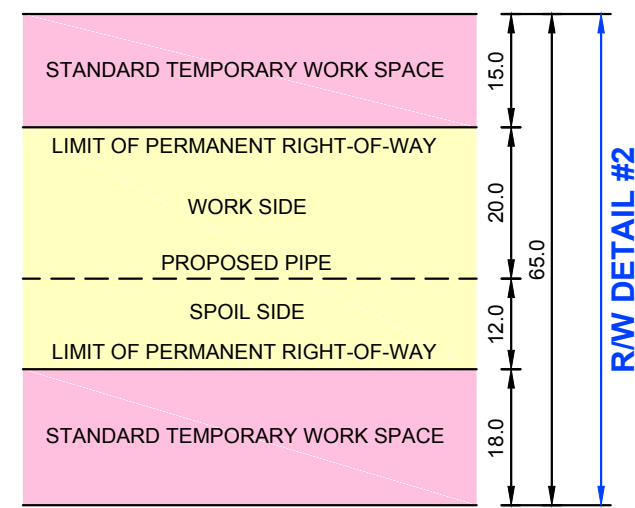 STANDARD TEMPORARY WORK SPACE
15.0
LIMIT OF PERMANENT RIGHT-OF-WAY
WORK SIDE
20.0
PROPOSED PIPE
65.0
SPOIL SIDE
12.0
LIMIT OF PERMANENT RIGHT-OF-WAY
STANDARD TEMPORARY WORK SPACE
18.0
R/W DETAIL #2